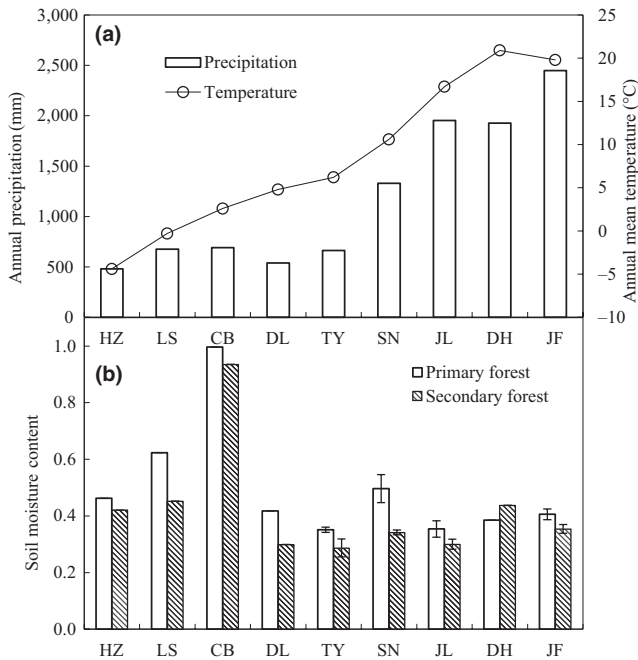 (a)
Precipitation
Temperature
Annual precipitation (mm)
3,000
2,500
2,000
1,500
1,000
500
0
Annual mean temperature (°C)
25
20
15
10
5
0
–5
–10
HZ LS CB DL TY SN JL DH JF
(b)
Primary forest
Secondary forest
Soil moisture content
1.0
0.8
0.6
0.4
0.2
0.0
HZ LS CB DL TY SN JL DH JF